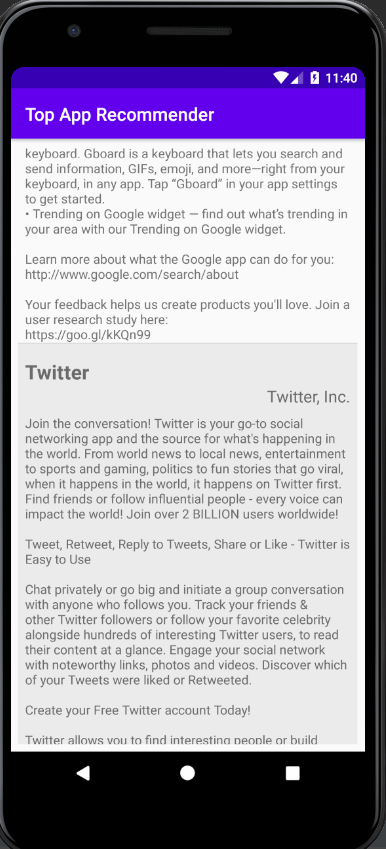 11:40
Top App Recommender
keyboard. Gboard is a keyboard that lets you search and
send information, GIFs, emoji, and more—right from your
keyboard, in any app. Tap “Gboard” in your app settings
to get started.
• Trending on Google widget — find out what’s trending in
your area with our Trending on Google widget.
Learn more about what the Google app can do for you:
http://www.google.com/search/about
Your feedback helps us create products you'll love. Join a
user research study here:
https://goo.gl/kKQn99
Twitter
Twitter, Inc.
Join the conversation! Twitter is your go-to social
networking app and the source for what's happening in
the world. From world news to local news, entertainment
to sports and gaming, politics to fun stories that go viral,
when it happens in the world, it happens on Twitter first.
Find friends or follow influential people - every voice can
impact the world! Join over 2 BILLION users worldwide!
Tweet, Retweet, Reply to Tweets, Share or Like - Twitter is
Easy to Use
Chat privately or go big and initiate a group conversation
with anyone who follows you. Track your friends &
other Twitter followers or follow your favorite celebrity
alongside hundreds of interesting Twitter users, to read
their content at a glance. Engage your social network
with noteworthy links, photos and videos. Discover which
of your Tweets were liked or Retweeted.
Create your Free Twitter account Today!
Twitter allows you to find interesting people or build